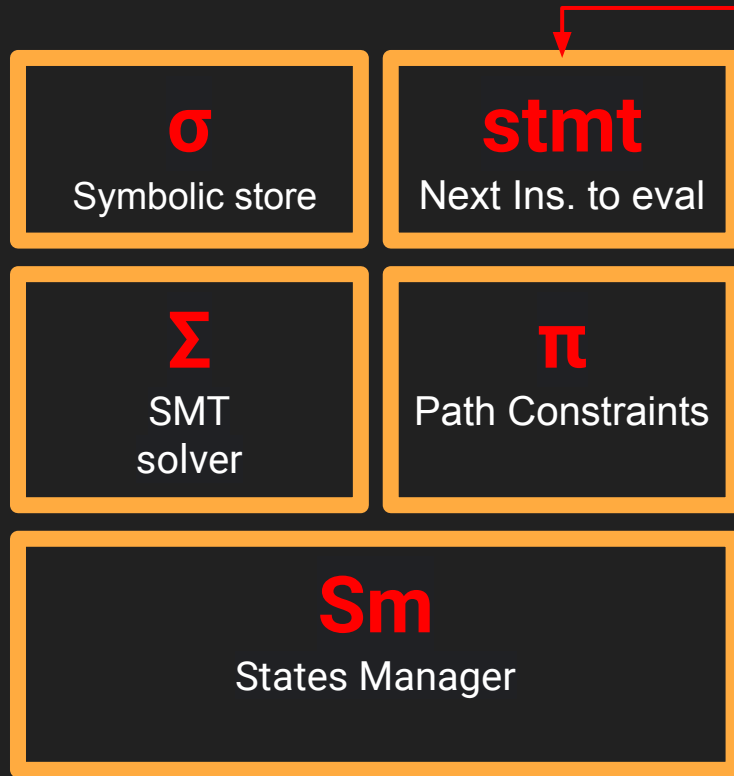 σ
Symbolic store
stmt
Next Ins. to eval
Σ
SMT
solver
π
Path Constraints
Sm
States Manager